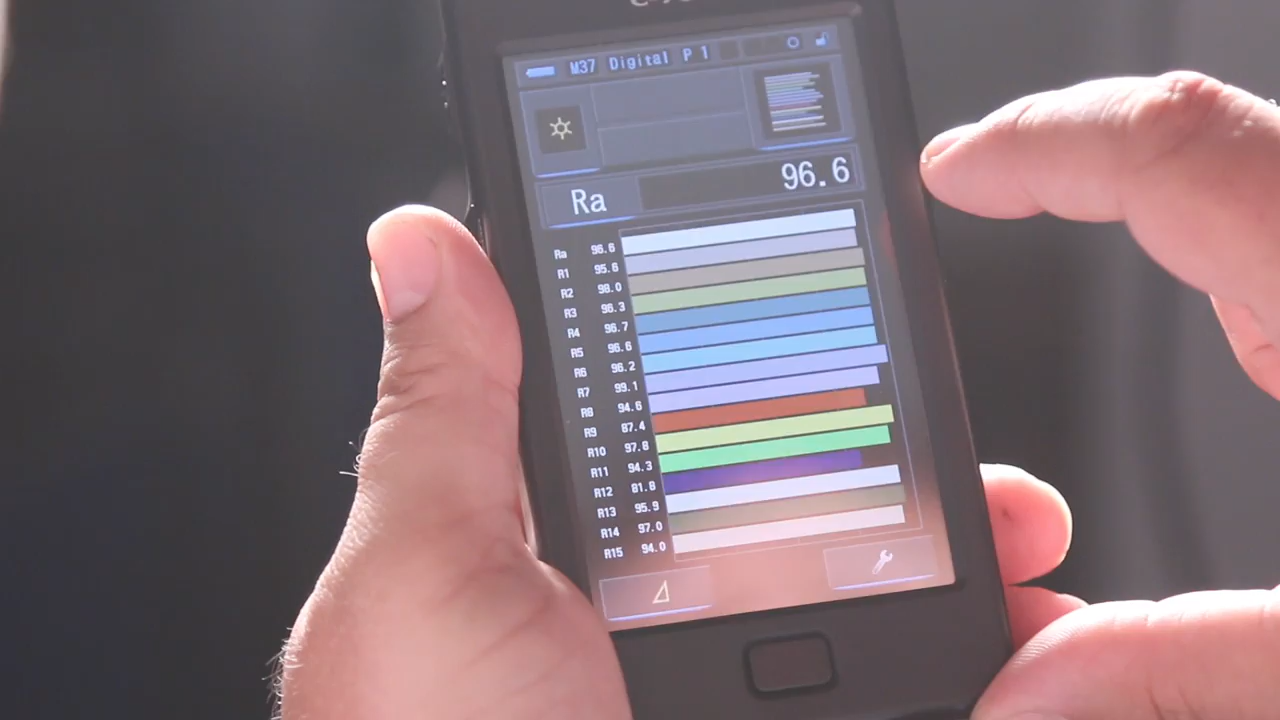 M37 Digital P 1
Ra 96.6
Ra 96.6
R1 95.6
R2 98.0
R3 96.3
R4 96.7
R5 96.6
R6 96.2
R7 99.1
R8 94.6
R9 87.4
R10 97.8
R11 94.3
R12 81.8
R13 95.9
R14 97.0
R15 94.0